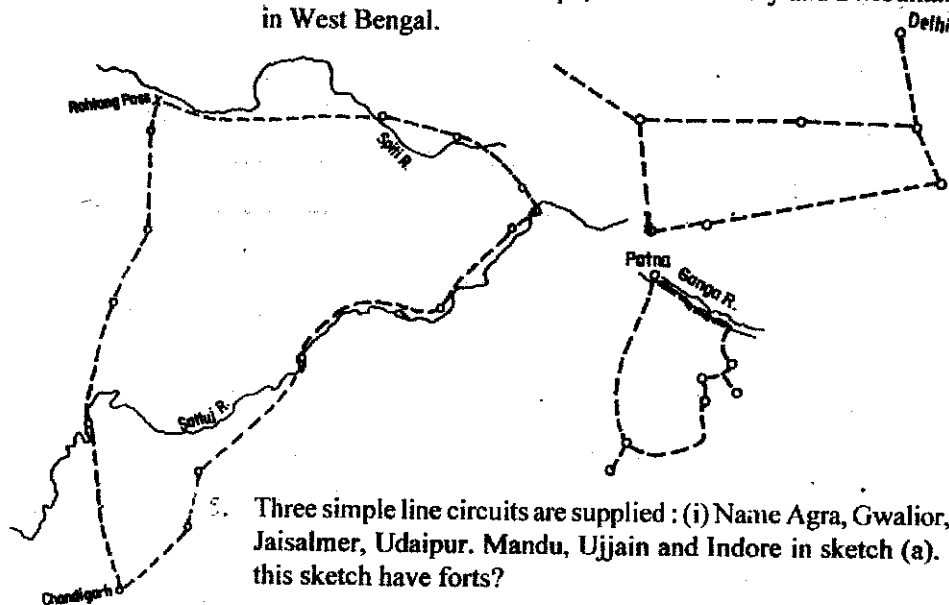 in West Bengal.
Delhi
Rohtang Pass
Spiti R.
Patna
Ganga R.
Satluj R.
Chandigarh
5. Three simple line circuits are supplied : (i) Name Agra, Gwalior,
Jaisalmer, Udaipur. Mandu, Ujjain and Indore in sketch (a).
this sketch have forts?